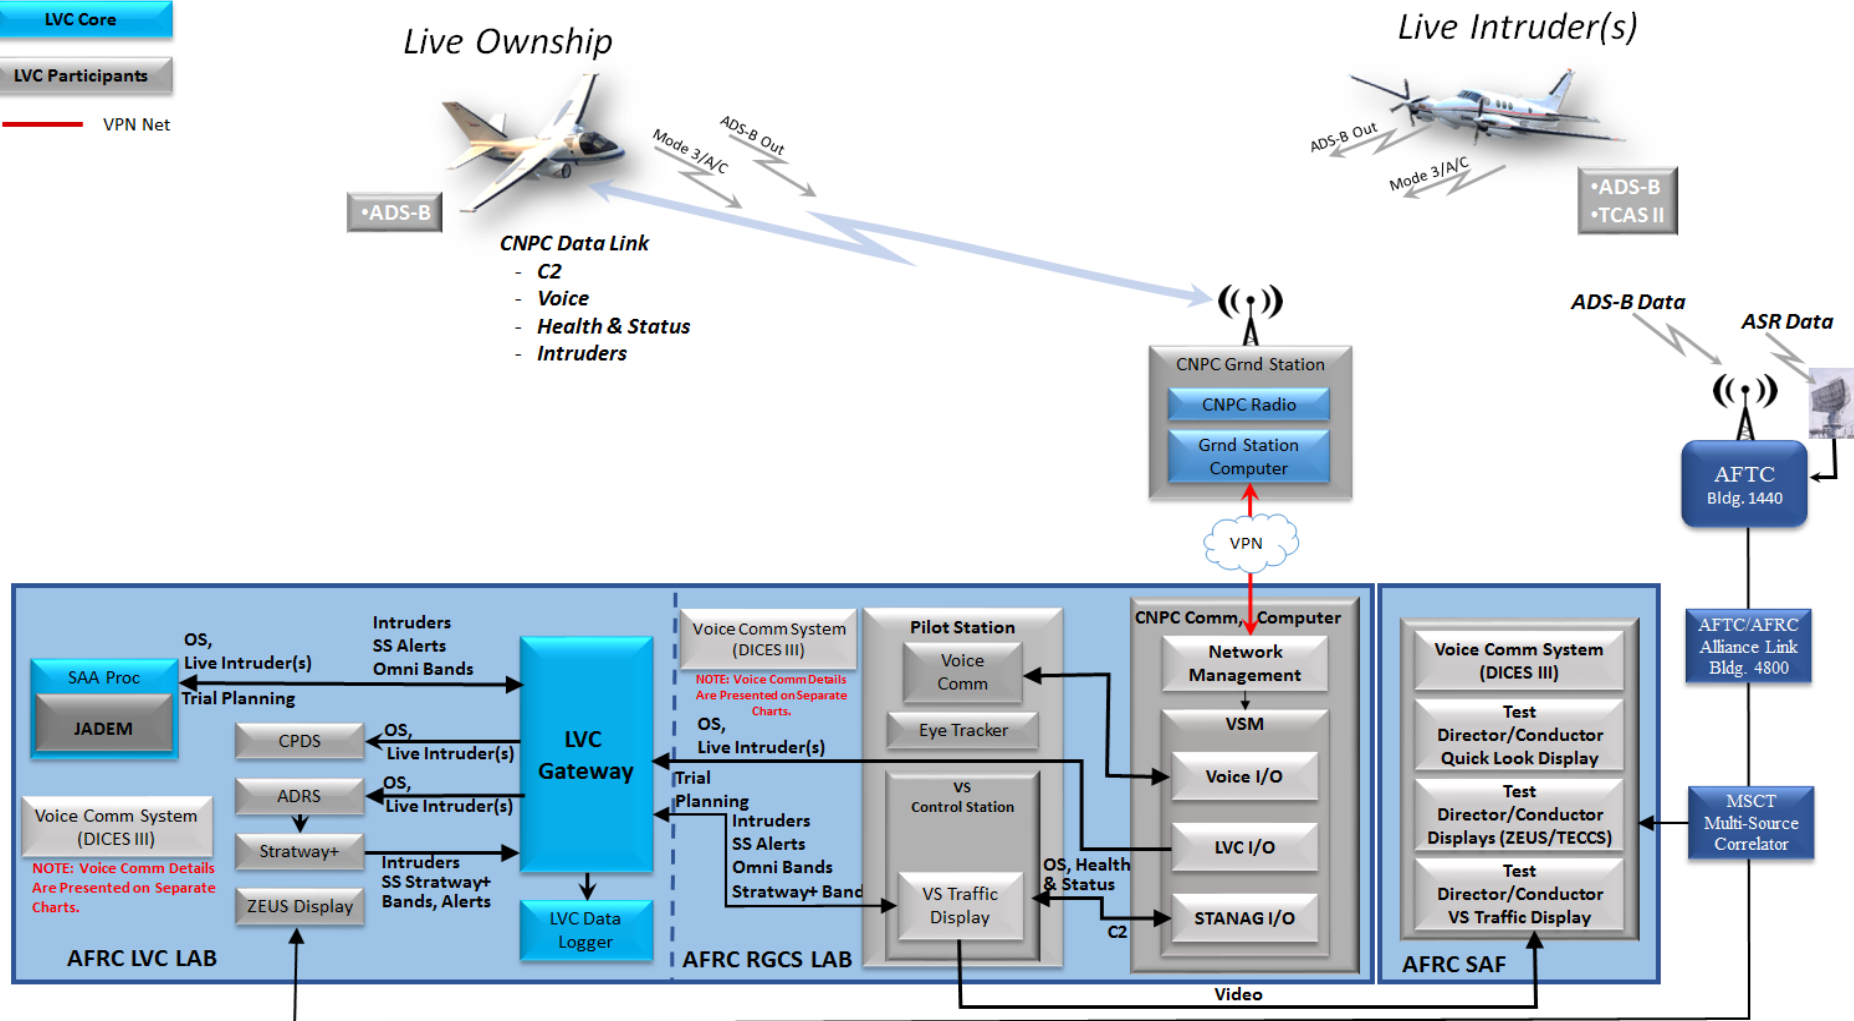 LVC Core
LVC Participants
VPN Net
Live Ownship
Live Intruder(s)
Mode 3/A/C
ADS-B Out
ADS-B Out
Mode 3/A/C
•ADS-B
•ADS-B
•TCAS II
CNPC Data Link
- C2
- Voice
- Health & Status
- Intruders
ADS-B Data
ASR Data
CNPC Grnd Station
CNPC Radio
Grnd Station
Computer
VPN
AFTC
Bldg. 1440
AFTC/AFRC
Alliance Link
Bldg. 4800
MSCT
Multi-Source
Correlator
OS,
Live Intruder(s)
Trial Planning
Intruders
SS Alerts
Omni Bands
SAA Proc
JADEM
CPDS
OS,
Live Intruder(s)
ADRS
OS,
Live Intruder(s)
Stratway+
Intruders
SS Stratway+
Bands, Alerts
ZEUS Display
Voice Comm System
(DICES III)
NOTE: Voice Comm Details
Are Presented on Separate
Charts.
LVC
Gateway
LVC Data
Logger
AFRC LVC LAB
Voice Comm System
(DICES III)
NOTE: Voice Comm Details
Are Presented on Separate
Charts.
OS,
Live Intruder(s)
Trial
Planning
Intruders
SS Alerts
Omni Bands
Stratway+ Band
AFRC RGCS LAB
Pilot Station
Voice
Comm
Eye Tracker
VS
Control Station
VS Traffic
Display
OS, Health
& Status
C2
CNPC Comm, Computer
Network
Management
VSM
Voice I/O
LVC I/O
STANAG I/O
Voice Comm System
(DICES III)
Test
Director/Conductor
Quick Look Display
Test
Director/Conductor
Displays (ZEUS/TECCS)
Test
Director/Conductor
VS Traffic Display
AFRC SAF
Video